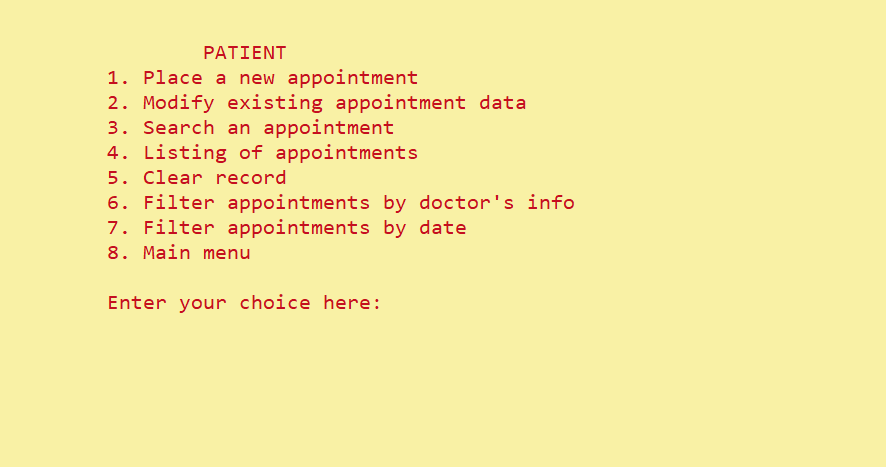 PATIENT
1. Place a new appointment
2. Modify existing appointment data
3. Search an appointment
4. Listing of appointments
5. Clear record
6. Filter appointments by doctor's info
7. Filter appointments by date
8. Main menu
Enter your choice here: